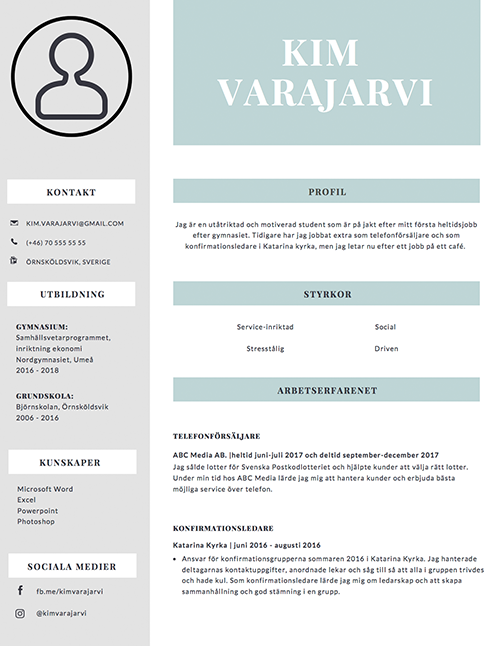 KIM
VARAJARVI
KONTAKT
KIM.VARAJARVI@GMAIL.COM
(+46) 70 555 55 55
ÖRNSKÖLDSVIK, SVERIGE
UTBILDNING
GYMNASIUM:
Samhällsvetarprogrammet,
inriktning ekonomi
Nordgymnasiet, Umeå
2016 - 2018
GRUNDSKOLA:
Björnskolan, Örnsköldsvik
2006 - 2016
KUNSKAPER
Microsoft Word
Excel
Powerpoint
Photoshop
SOCIALA MEDIER
fb.me/kimvarajarvi
@kimvarajarvi
PROFIL
Jag är en utåtriktad och motiverad student som är på jakt efter mitt första heltidsjobb
efter gymnasiet. Tidigare har jag jobbat extra som telefonförsäljare och som
konfirmationsledare i Katarina kyrka, men jag letar nu efter ett jobb på ett café.
STYRKOR
Service-inriktad Social
Stresstålig Driven
ARBETSERFARENET
TELEFONFÖRSÄLJARE
ABC Media AB. |heltid juni-juli 2017 och deltid september-december 2017
Jag sålde lotter för Svenska Postkodlotteriet och hjälpte kunder att välja rätt lotter.
Under min tid hos ABC Media lärde jag mig att hantera kunder och erbjuda bästa
möjliga service över telefon.
KONFIRMATIONSLEDARE
Katarina Kyrka | juni 2016 - augusti 2016
• Ansvar för konfirmationsgrupperna sommaren 2016 i Katarina Kyrka. Jag hanterade
deltagarnas kontaktuppgifter, anordnade lekar och såg till så att alla i gruppen trivdes
och hade kul. Som konfirmationsledare lärde jag mig om ledarskap och att skapa
sammanhållning och god stämning i en grupp.